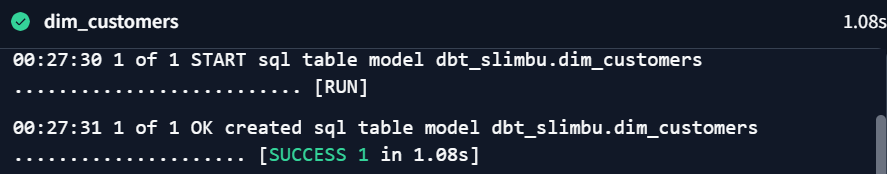 dim_customers 1.08s
00:27:30 1 of 1 START sql table model dbt_slimbu.dim_customers
.......................... [RUN]
00:27:31 1 of 1 OK created sql table model dbt_slimbu.dim_customers
..................... [SUCCESS 1 in 1.08s]